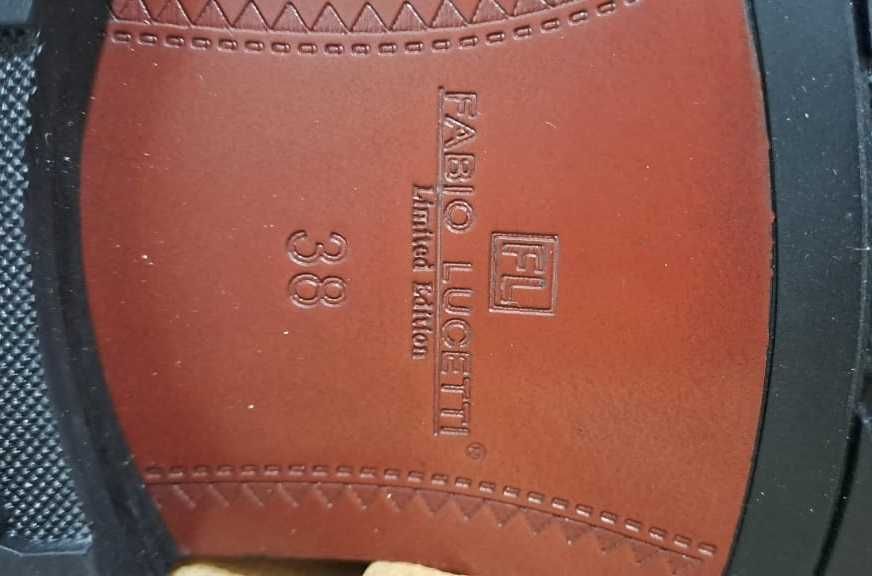 FL
FABIO LUCETTI®
Limited Edition
38